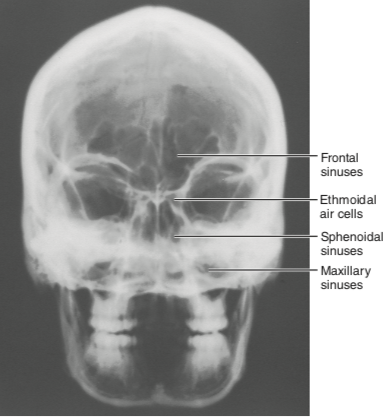 Frontal
sinuses
Ethmoidal
air cells
Sphenoidal
sinuses
Maxillary
sinuses